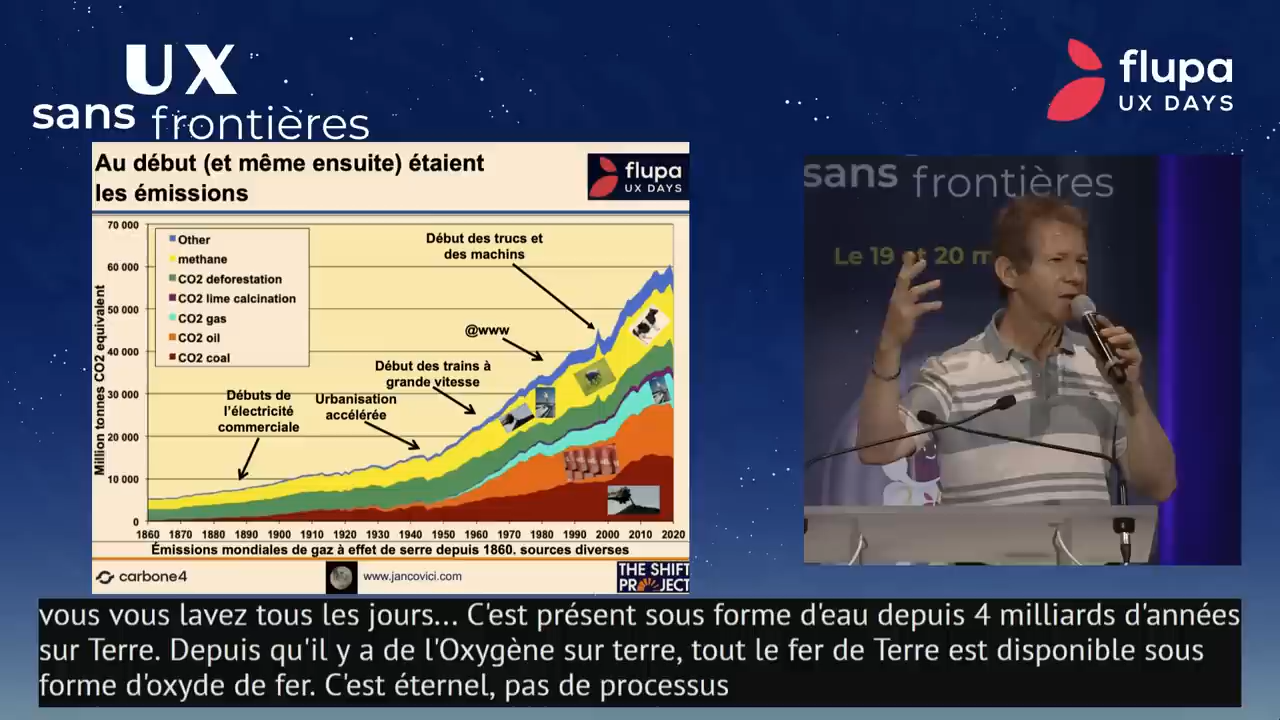 UX
sans frontières
flupa
UX DAYS
Au début (et même ensuite) étaient
les émissions
flupa
UX DAYS
Million tonnes CO2 equivalent
70 000
60 000
50 000
40 000
30 000
20 000
10 000
0
Other
methane
CO2 deforestation
CO2 lime calcination
CO2 gas
CO2 oil
CO2 coal
Début des trucs et
des machins
@www
Début des trains à
grande vitesse
Urbanisation
accélérée
Débuts de
l'électricité
commerciale
1860 1870 1880 1890 1900 1910 1920 1930 1940 1950 1960 1970 1980 1990 2000 2010 2020
Émissions mondiales de gaz à effet de serre depuis 1860. sources diverses
carbone4
www.jancovici.com
THE SHIFT
PROJECT
sans frontières
Le 19 et 20 m
vous vous lavez tous les jours... C'est présent sous forme d'eau depuis 4 milliards d'années
sur Terre. Depuis qu'il y a de l'Oxygène sur terre, tout le fer de Terre est disponible sous
forme d'oxyde de fer. C'est éternel, pas de processus